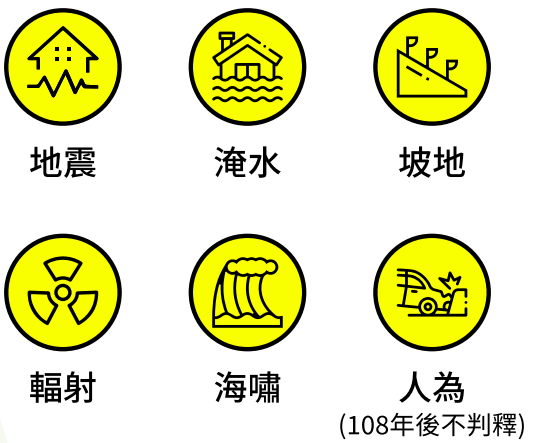 地震
淹水
坡地
輻射
海嘯
人為
(108年後不判釋)